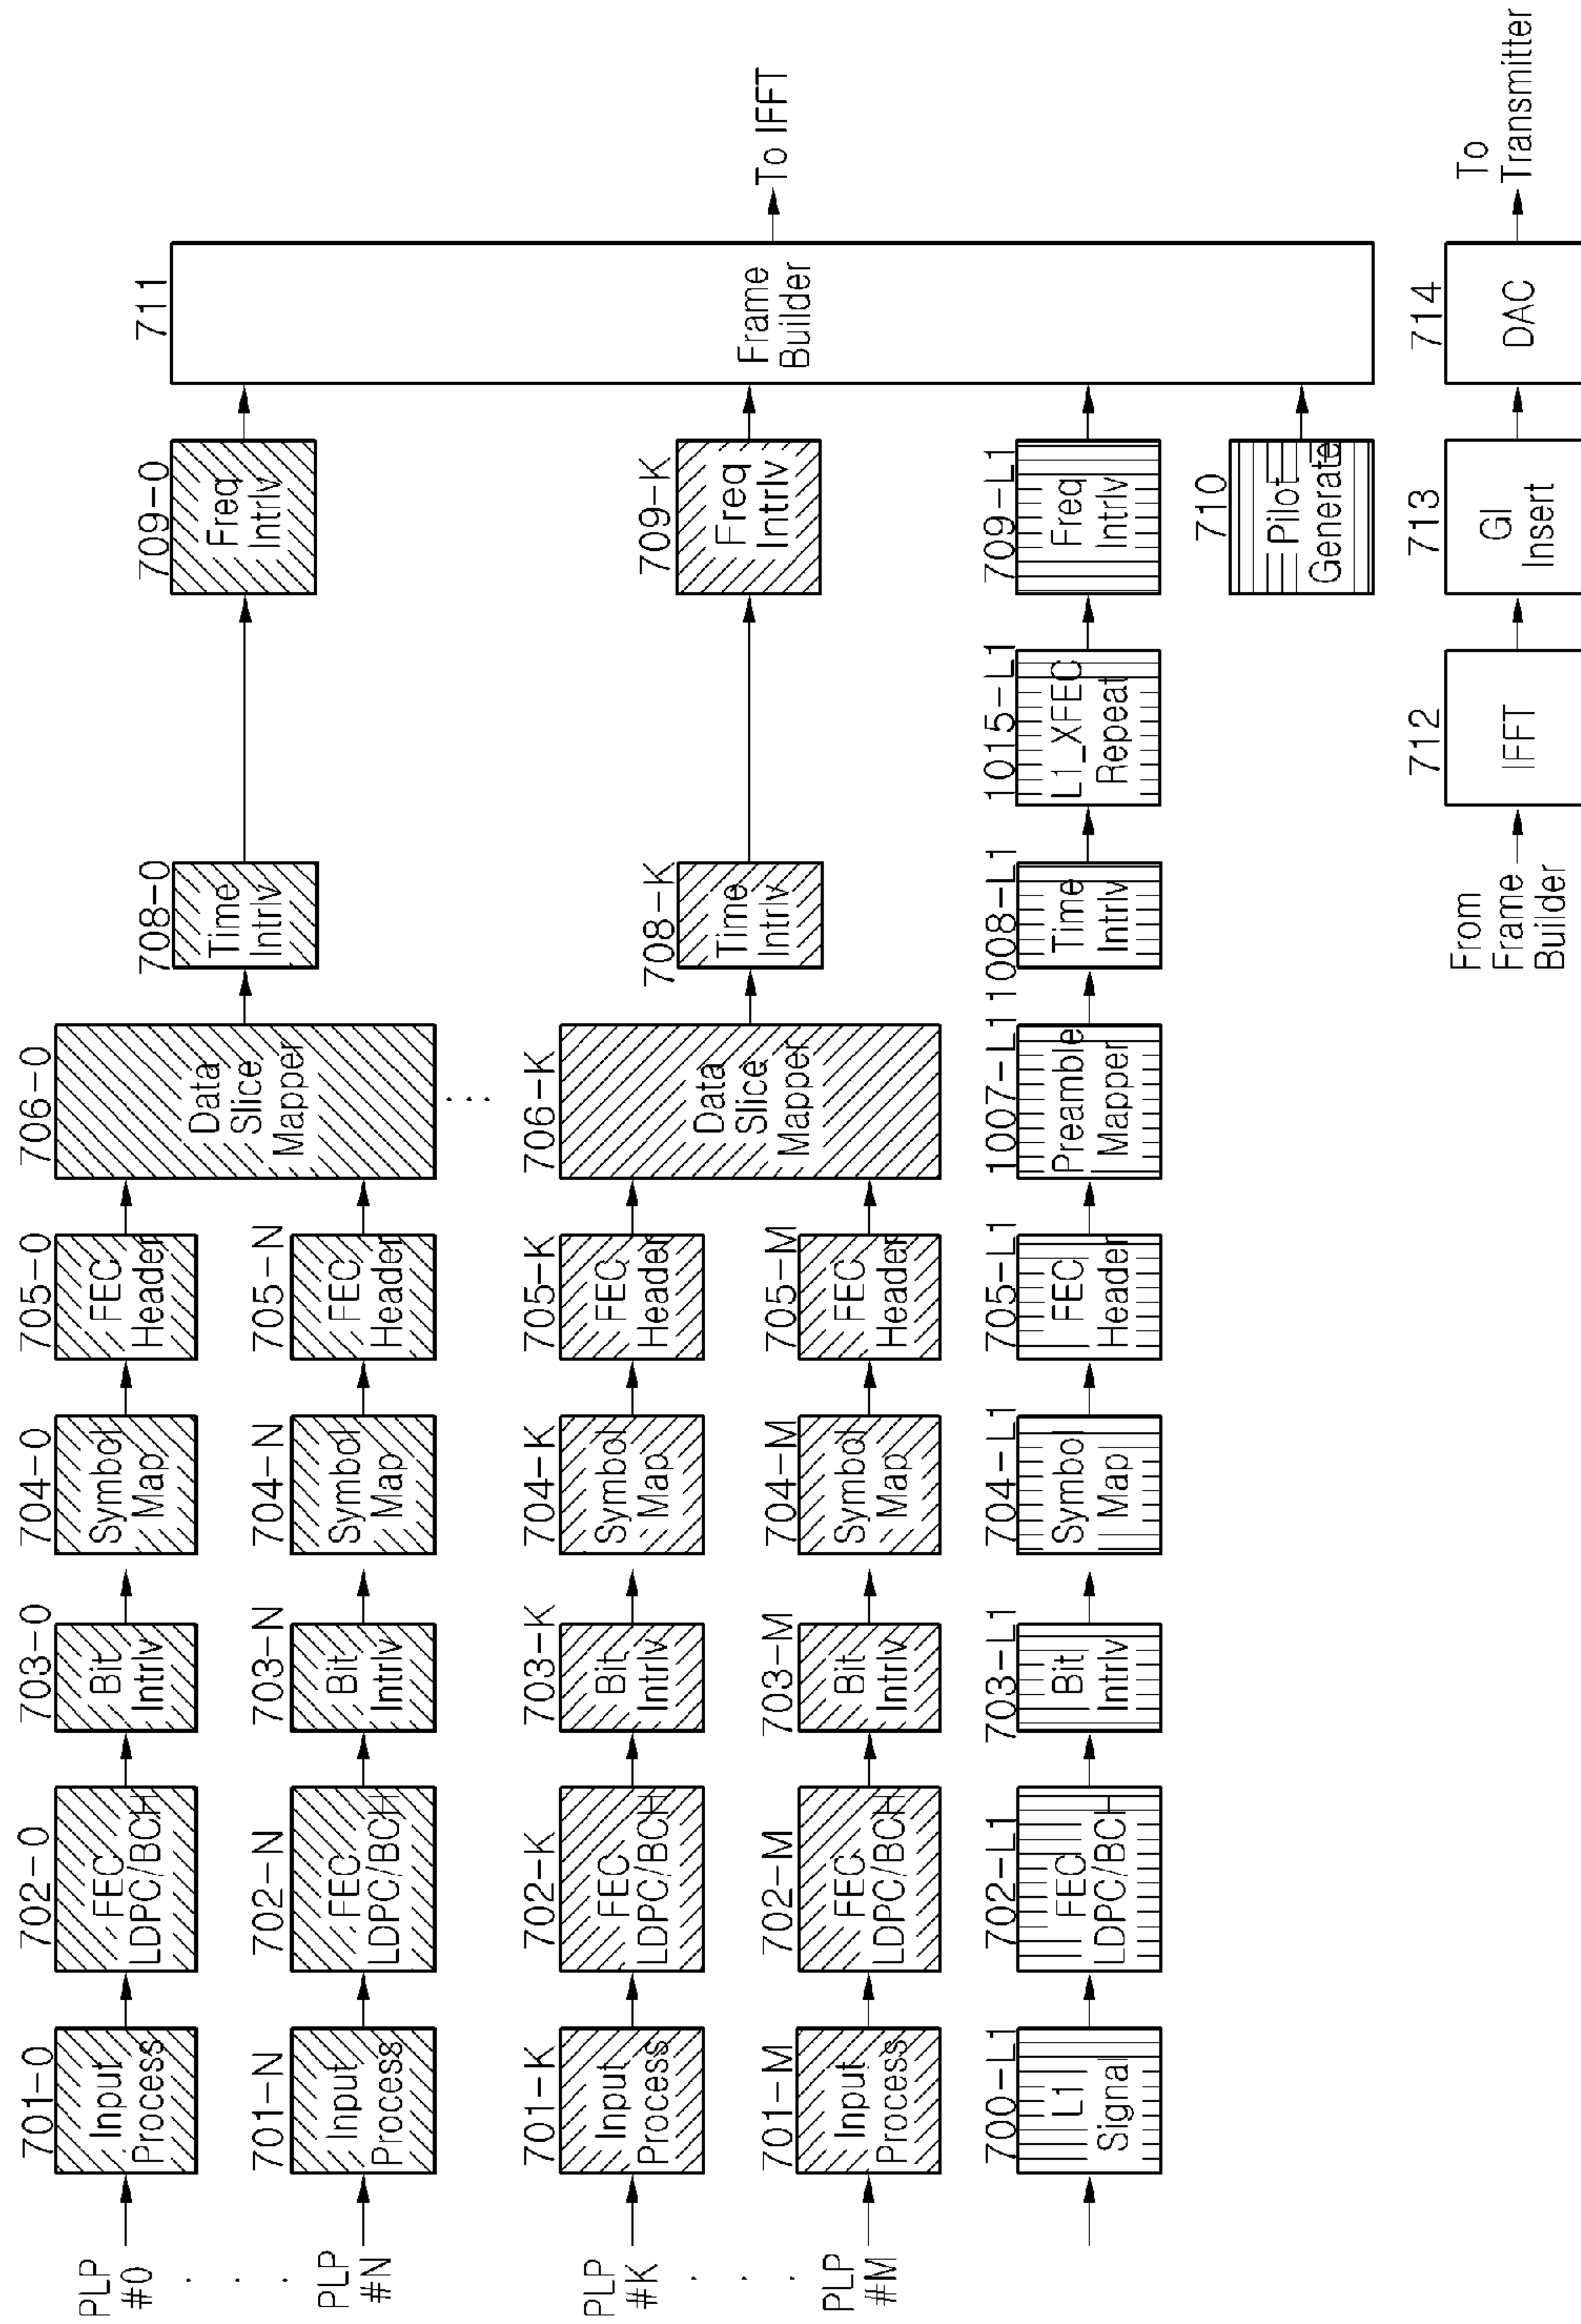 PLP
#0
701-0
Input
Process
702-0
FEC
LDPC/BCH
703-0
Bit
Intrlv
704-0
Symbol
Map
705-0
FEC
Header
706-0
Data
Slice
Mapper
708-0
Time
Intrlv
709-0
Freq
Intrlv
711
Frame
Builder
To IFFT
.
.
.
PLP
#N
701-N
Input
Process
702-N
FEC
LDPC/BCH
703-N
Bit
Intrlv
704-N
Symbol
Map
705-N
FEC
Header
...
PLP
#K
701-K
Input
Process
702-K
FEC
LDPC/BCH
703-K
Bit
Intrlv
704-K
Symbol
Map
705-K
FEC
Header
706-K
Data
Slice
Mapper
708-K
Time
Intrlv
709-K
Freq
Intrlv
.
.
.
PLP
#M
701-M
Input
Process
702-M
FEC
LDPC/BCH
703-M
Bit
Intrlv
704-M
Symbol
Map
705-M
FEC
Header
700-L1
L1
Signal
702-L1
FEC
LDPC/BCH
703-L1
Bit
Intrlv
704-L1
Symbol
Map
705-L1
FEC
Header
1007-L1
Preamble
Mapper
1008-L1
Time
Intrlv
1015-L1
L1_XFEC
Repeat
709-L1
Freq
Intrlv
710
Pilot
Generate
From
Frame
Builder
712
IFFT
713
GI
Insert
714
DAC
To
Transmitter